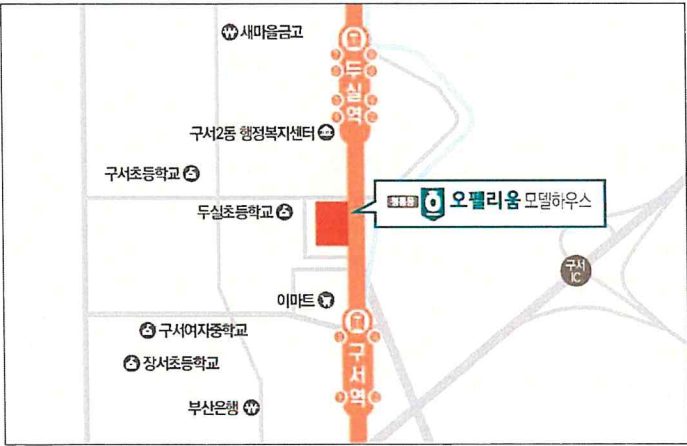 새마을금고
두실역
구서2동 행정복지센터
구서초등학교
두실초등학교
오펠리움 모델하우스
구서
IC
이마트
구서여자중학교
장서초등학교
구서역
부산은행